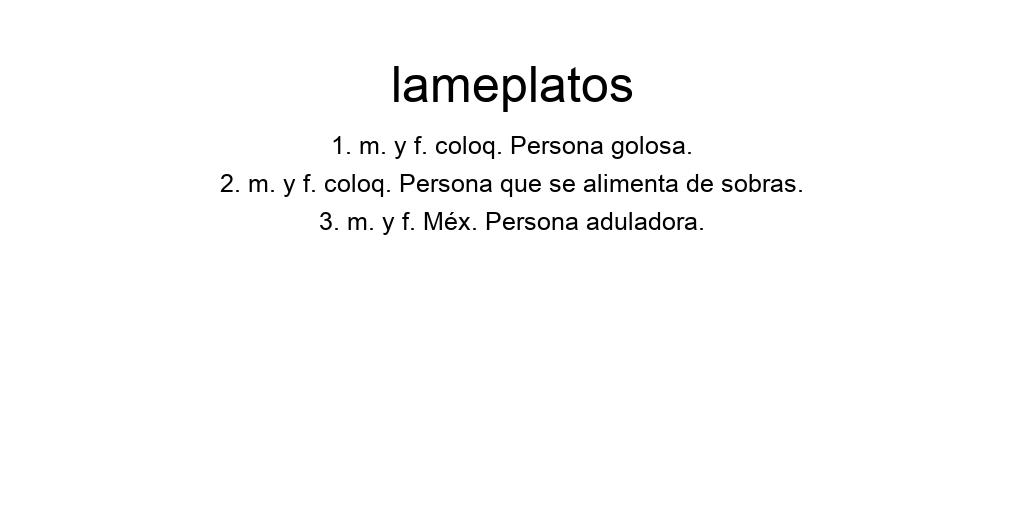 lameplatos
1. m. y f. coloq. Persona golosa.
2. m. y f. coloq. Persona que se alimenta de sobras.
3. m. y f. Méx. Persona aduladora.